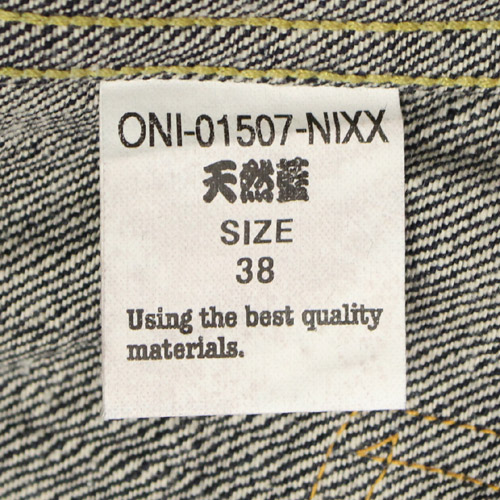 ONI-01507-NIXX
天然藍
SIZE
38
Using the best quality
materials.